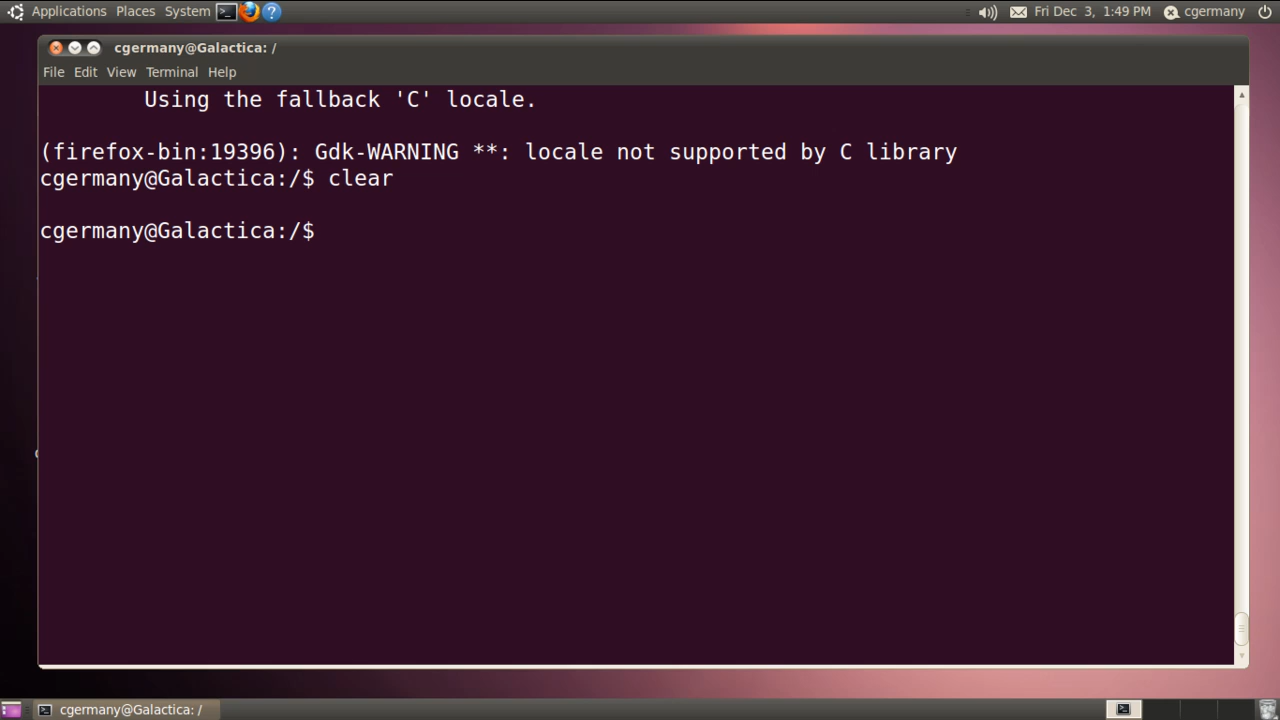 Applications Places System Fri Dec 3, 1:49 PM cgermany
cgermany@Galactica: /
File Edit View Terminal Help
Using the fallback 'C' locale.
(firefox-bin:19396): Gdk-WARNING **: locale not supported by C library
cgermany@Galactica:/$ clear
cgermany@Galactica:/$
cgermany@Galactica: /